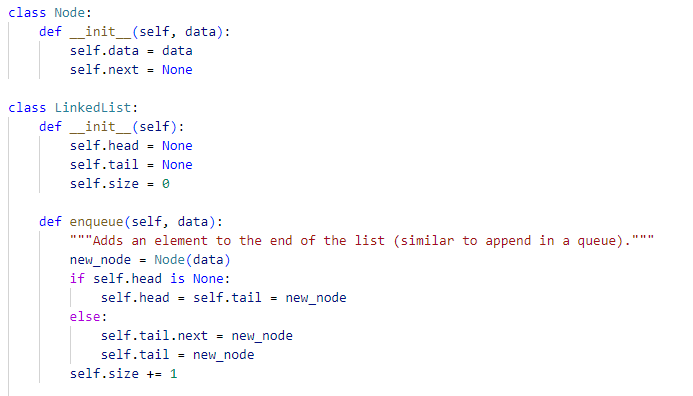 class Node:
    def __init__(self, data):
        self.data = data
        self.next = None

class LinkedList:
    def __init__(self):
        self.head = None
        self.tail = None
        self.size = 0

    def enqueue(self, data):
        """Adds an element to the end of the list (similar to append in a queue)."""
        new_node = Node(data)
        if self.head is None:
            self.head = self.tail = new_node
        else:
            self.tail.next = new_node
            self.tail = new_node
        self.size += 1